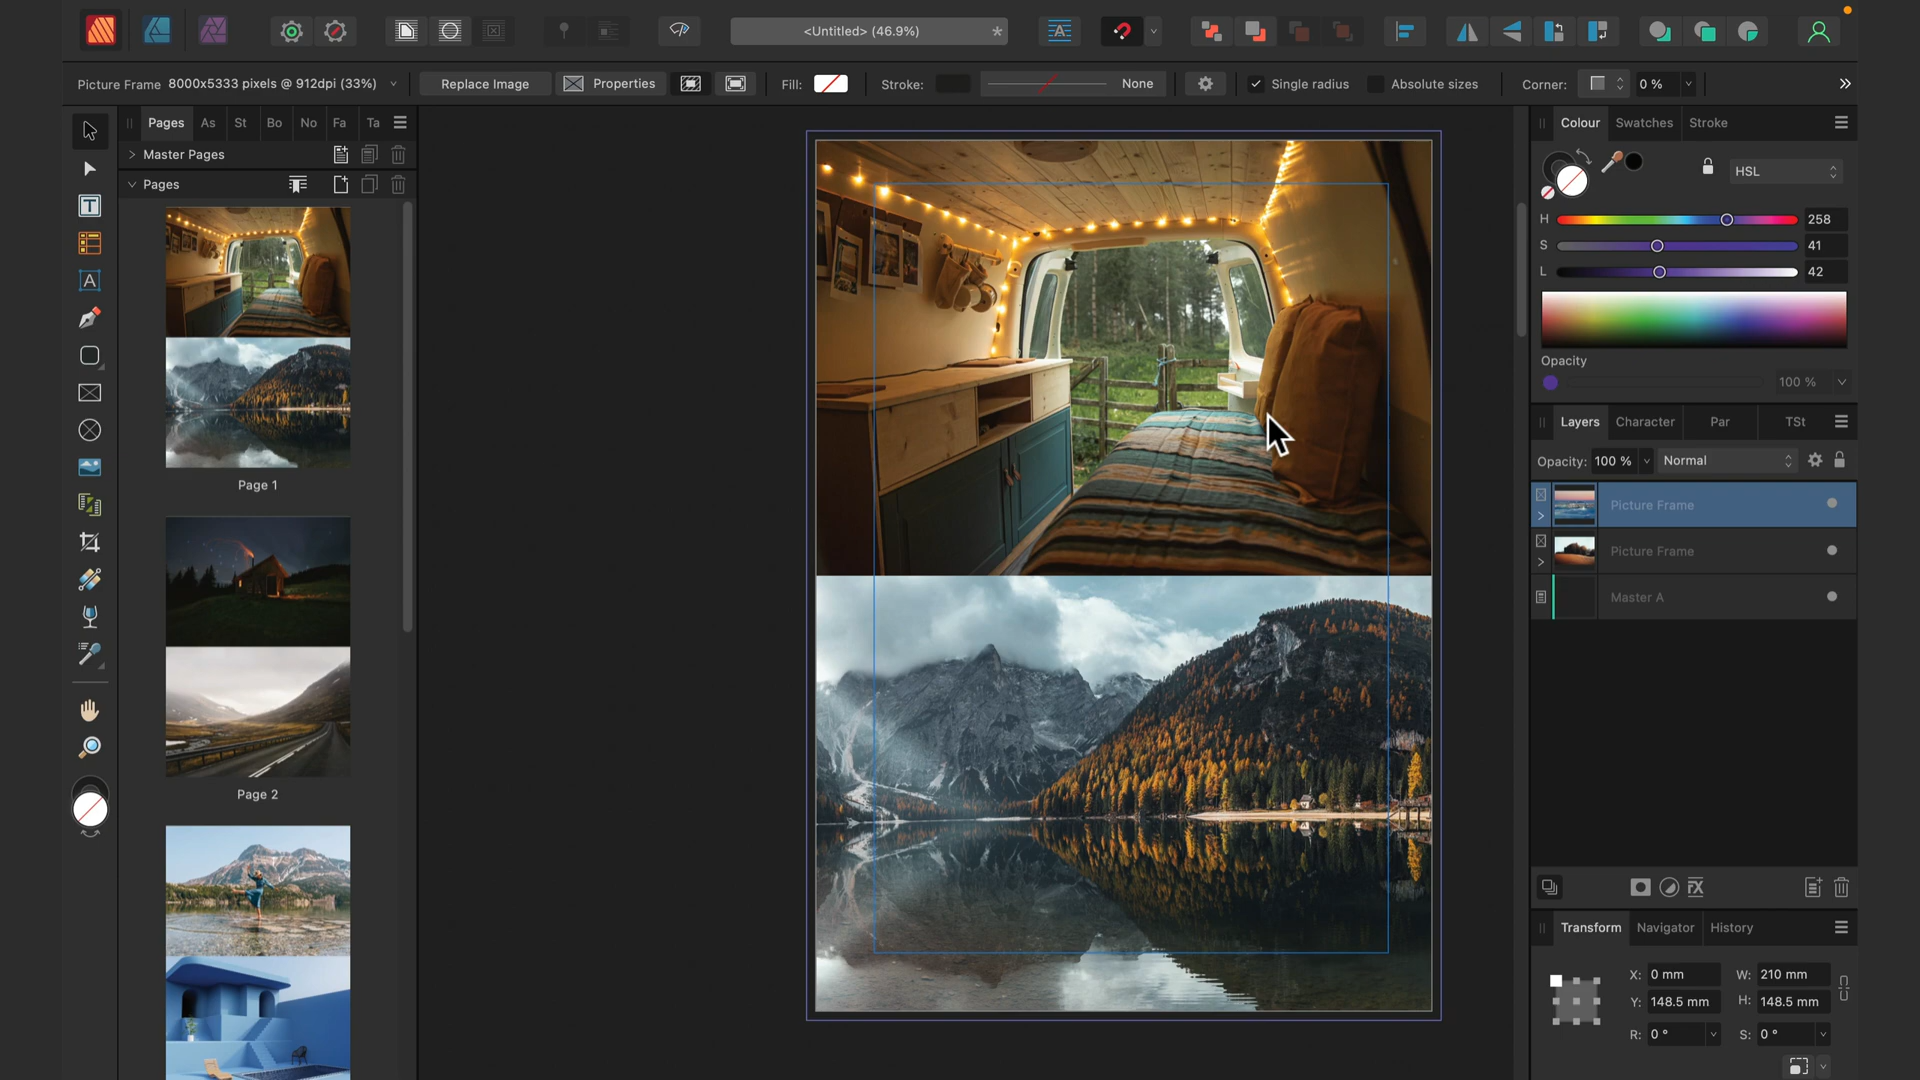 <Untitled> (46.9%)
*
Picture Frame 8000x5333 pixels @ 912dpi (33%)
Replace Image
Properties
Fill:
Stroke:
None
Single radius
Absolute sizes
Corner:
0 %
Pages As St Bo No Fa Ta
Master Pages
Pages
Page 1
Page 2
Colour Swatches Stroke
HSL
H 258
S 41
L 42
Opacity
100 %
Layers Character Par TSt
Opacity: 100 % Normal
Picture Frame
Picture Frame
Master A
Transform Navigator History
X: 0 mm W: 210 mm
Y: 148.5 mm H: 148.5 mm
R: 0 ° S: 0 °